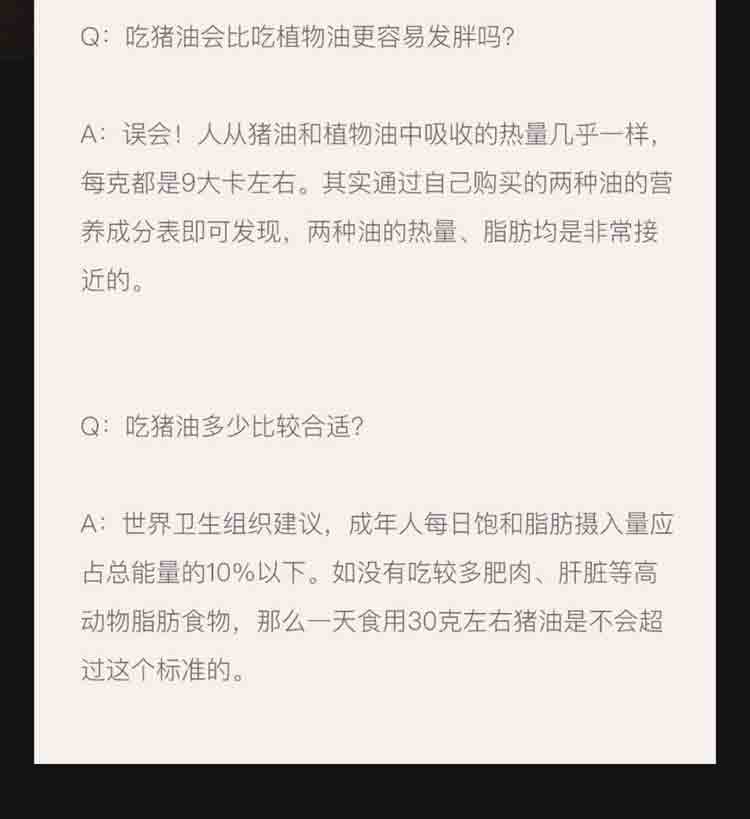 Q：吃猪油会比吃植物油更容易发胖吗？
A：误会！人从猪油和植物油中吸收的热量几乎一样，
每克都是9大卡左右。其实通过自己购买的两种油的营
养成分表即可发现，两种油的热量、脂肪均是非常接
近的。
Q：吃猪油多少比较合适？
A：世界卫生组织建议，成年人每日饱和脂肪摄入量应
占总能量的10%以下。如没有吃较多肥肉、肝脏等高
动物脂肪食物，那么一天食用30克左右猪油是不会超
过这个标准的。